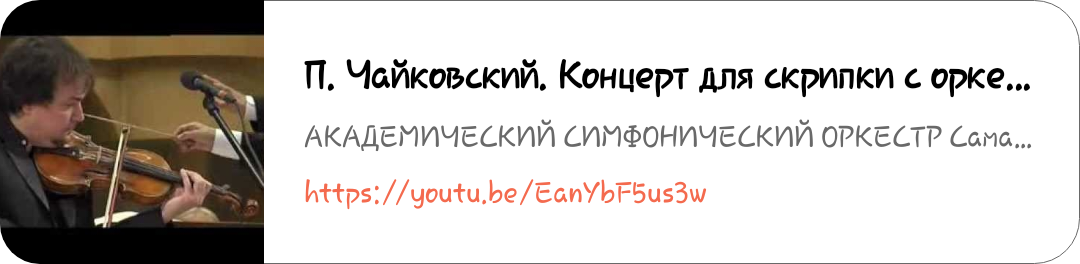 П. Чайковский. Концерт для скрипки с орке...
АКАДЕМИЧЕСКИЙ СИМФОНИЧЕСКИЙ ОРКЕСТР Сама...
https://youtu.be/EanYbF5us3w